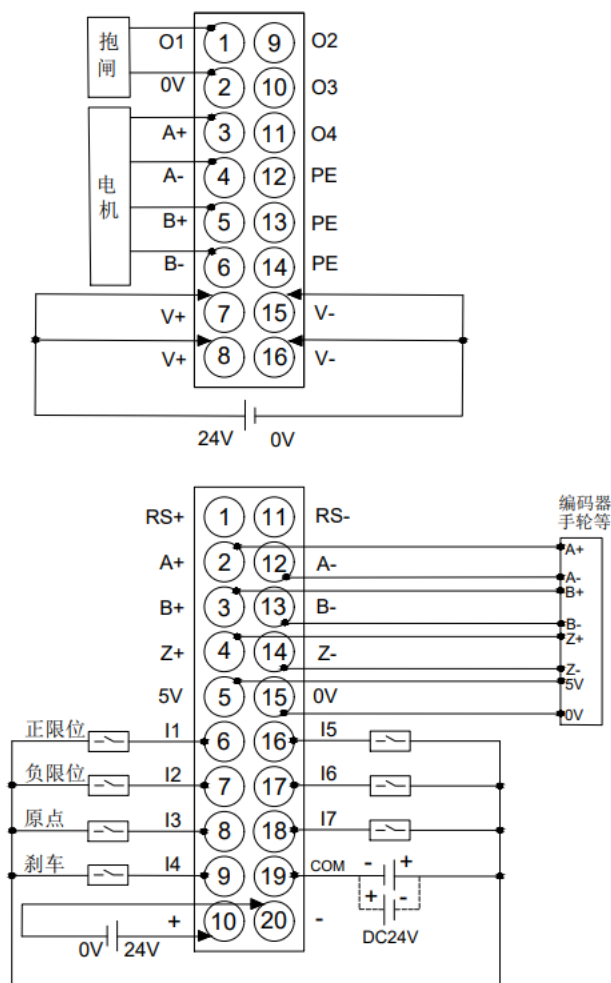 抱
闸
O1 1 9 O2
0V 2 10 O3
A+ 3 11 O4
电
机
A- 4 12 PE
B+ 5 13 PE
B- 6 14 PE
V+ 7 15 V-
V+ 8 16 V-
24V 0V
编码器
手轮等
RS+ 1 11 RS-
A+ 2 12 A-
B+ 3 13 B-
Z+ 4 14 Z-
5V 5 15 0V
A+
A-
B+
B-
Z+
Z-
5V
0V
正限位 I1 6 16 I5
负限位 I2 7 17 I6
原点 I3 8 18 I7
刹车 I4 9 19 COM - +
+ -
+ 10 20 -
0V 24V
DC24V